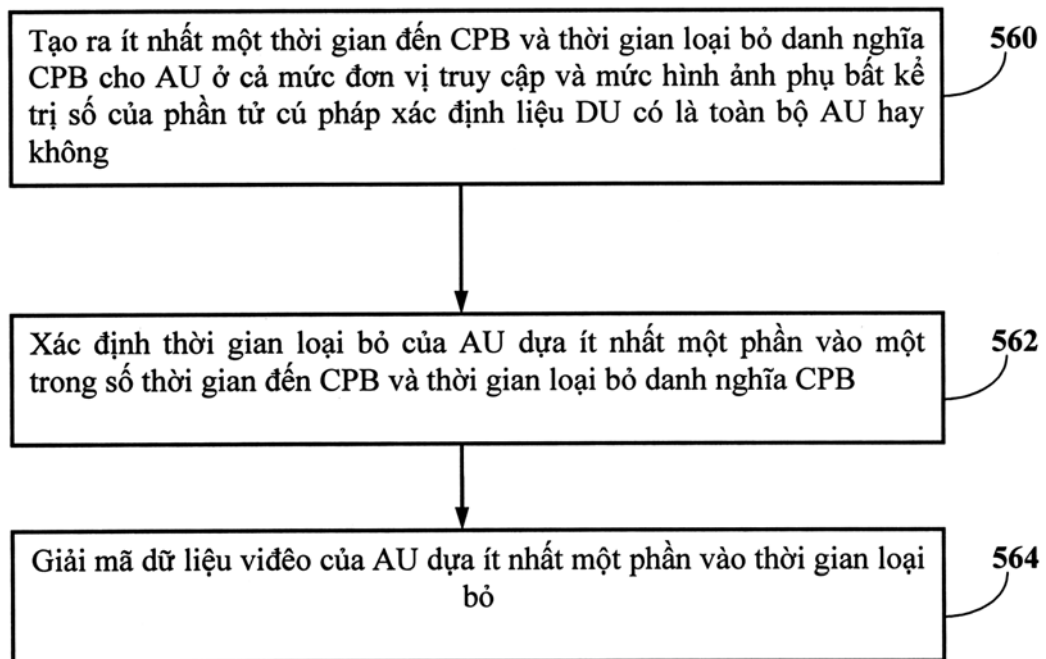 Tạo ra ít nhất một thời gian đến CPB và thời gian loại bỏ danh nghĩa
CPB cho AU ở cả mức đơn vị truy cập và mức hình ảnh phụ bất kể
trị số của phần tử cú pháp xác định liệu DU có là toàn bộ AU hay
không
560
Xác định thời gian loại bỏ của AU dựa ít nhất một phần vào một
trong số thời gian đến CPB và thời gian loại bỏ danh nghĩa CPB
562
Giải mã dữ liệu viđêo của AU dựa ít nhất một phần vào thời gian loại
bỏ
564